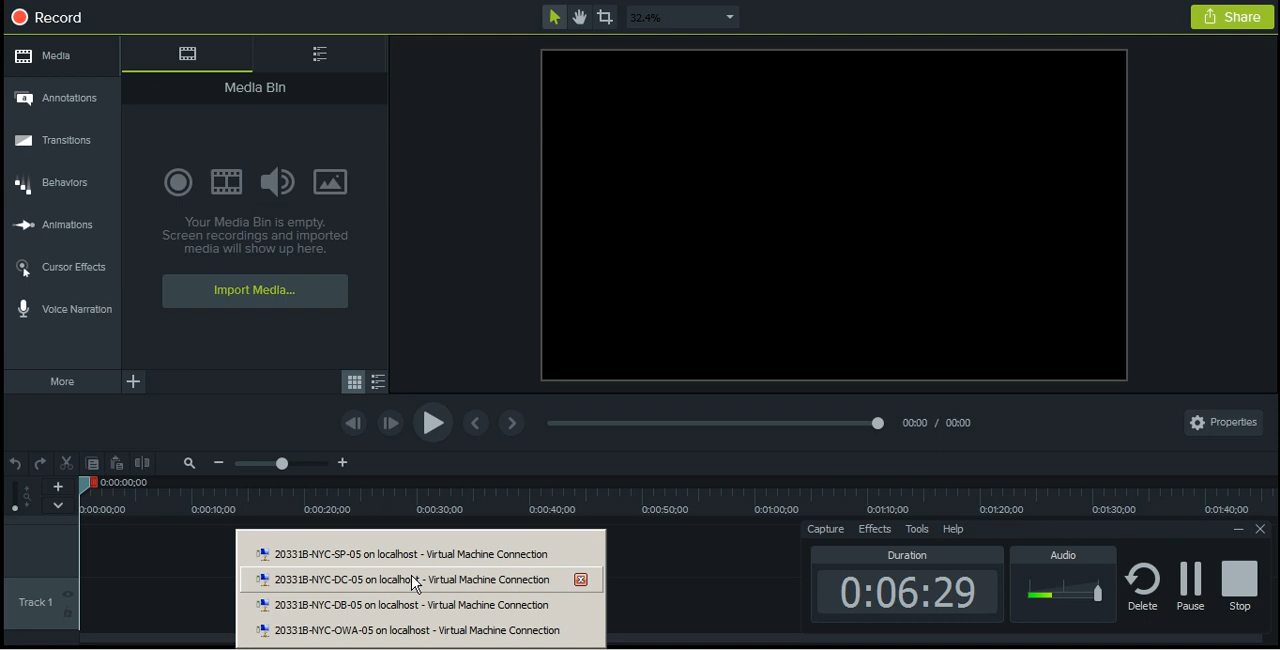 Record
32.4%
Share
Media
Annotations
Transitions
Behaviors
Animations
Cursor Effects
Voice Narration
More
Media Bin
Your Media Bin is empty.
Screen recordings and imported
media will show up here.
Import Media...
00:00 / 00:00
Properties
0:00:00;00
0:00:00;00 0:00:10;00 0:00:20;00 0:00:30;00 0:00:40;00 0:00:50;00 0:01:00;00 0:01:10;00 0:01:20;00 0:01:30;00 0:01:40;00
Track 1
20331B-NYC-SP-05 on localhost - Virtual Machine Connection
20331B-NYC-DC-05 on localhost - Virtual Machine Connection
20331B-NYC-DB-05 on localhost - Virtual Machine Connection
20331B-NYC-OWA-05 on localhost - Virtual Machine Connection
Capture Effects Tools Help
Duration
0:06:29
Audio
Delete
Pause
Stop